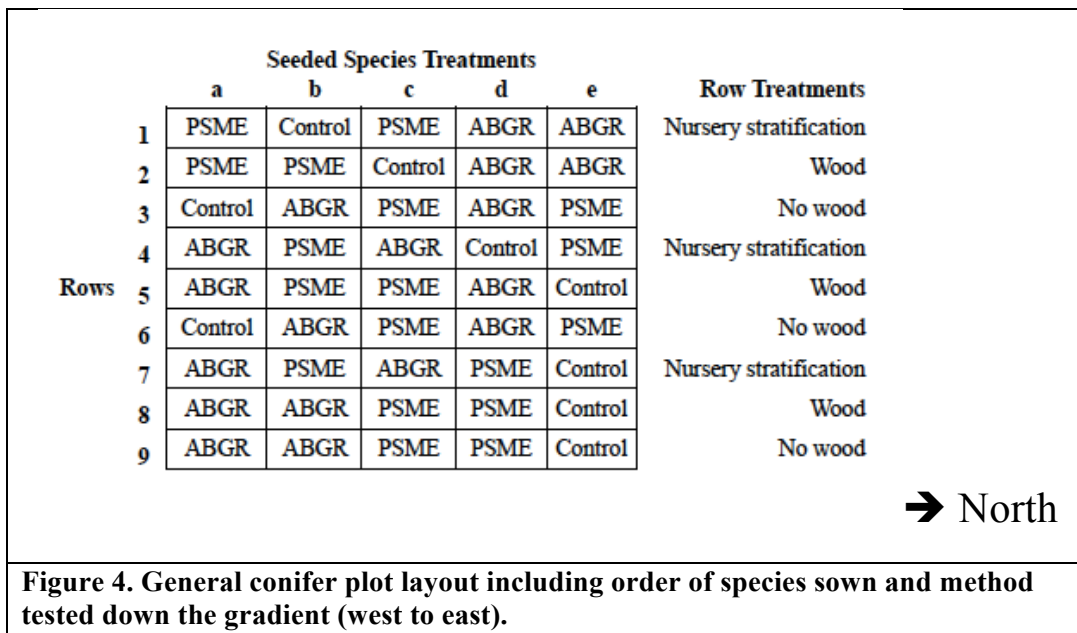 Seeded Species Treatments
a b c d e Row Treatments
1 PSME Control PSME ABGR ABGR Nursery stratification
2 PSME PSME Control ABGR ABGR Wood
3 Control ABGR PSME ABGR PSME No wood
4 ABGR PSME ABGR Control PSME Nursery stratification
Rows 5 ABGR PSME PSME ABGR Control Wood
6 Control ABGR PSME ABGR PSME No wood
7 ABGR PSME ABGR PSME Control Nursery stratification
8 ABGR ABGR PSME PSME Control Wood
9 ABGR ABGR PSME PSME Control No wood
➔ North
Figure 4. General conifer plot layout including order of species sown and method
tested down the gradient (west to east).